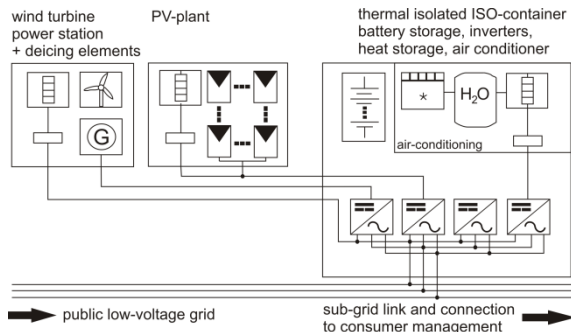 wind turbine
power station
+ deicing elements
PV-plant
thermal isolated ISO-container
battery storage, inverters,
heat storage, air conditioner
G
*
H₂O
air-conditioning
public low-voltage grid
sub-grid link and connection
to consumer management